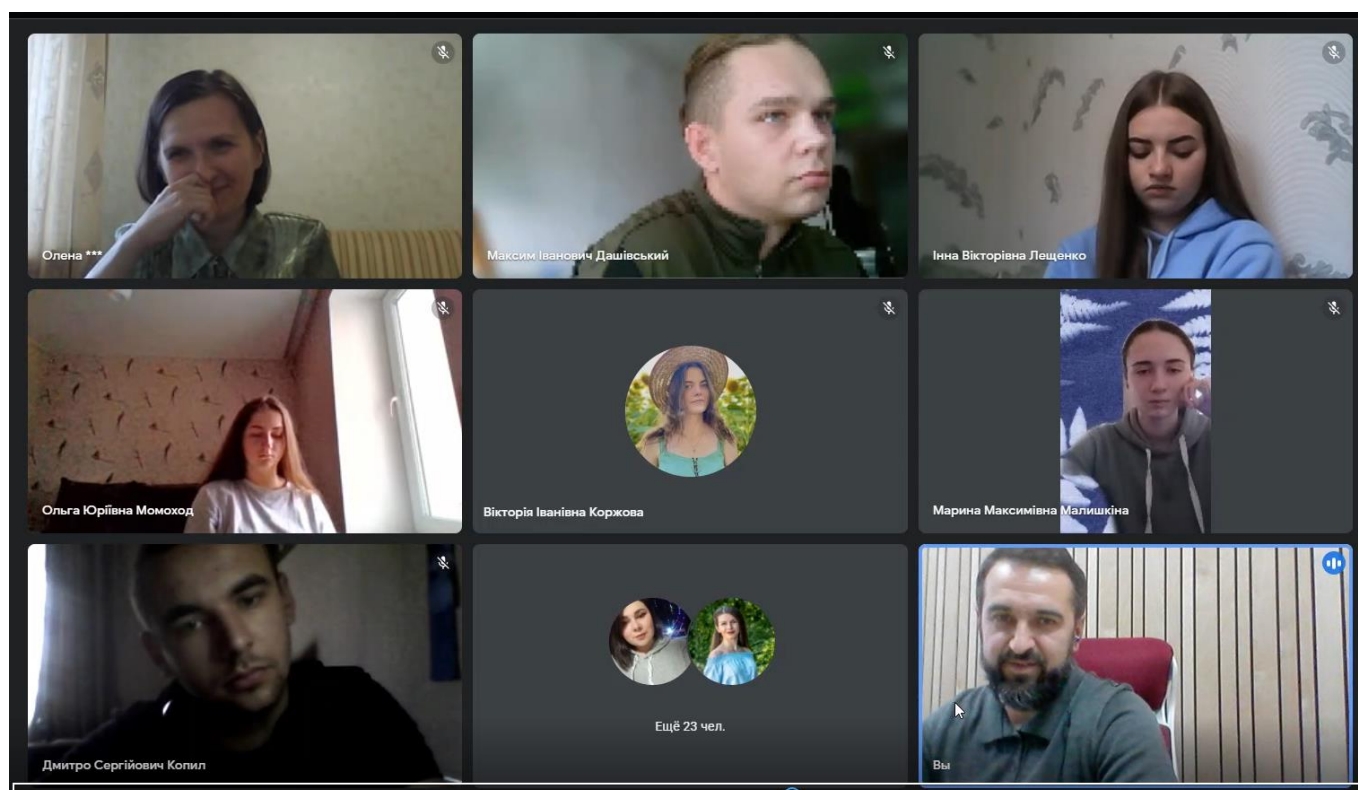 Олена ***
Максим Іванович Дашівський
Інна Вікторівна Лещенко
Ольга Юріївна Момоход
Вікторія Іванівна Коржова
Марина Максимівна Малишкіна
Дмитро Сергійович Копил
Ещё 23 чел.
Вы